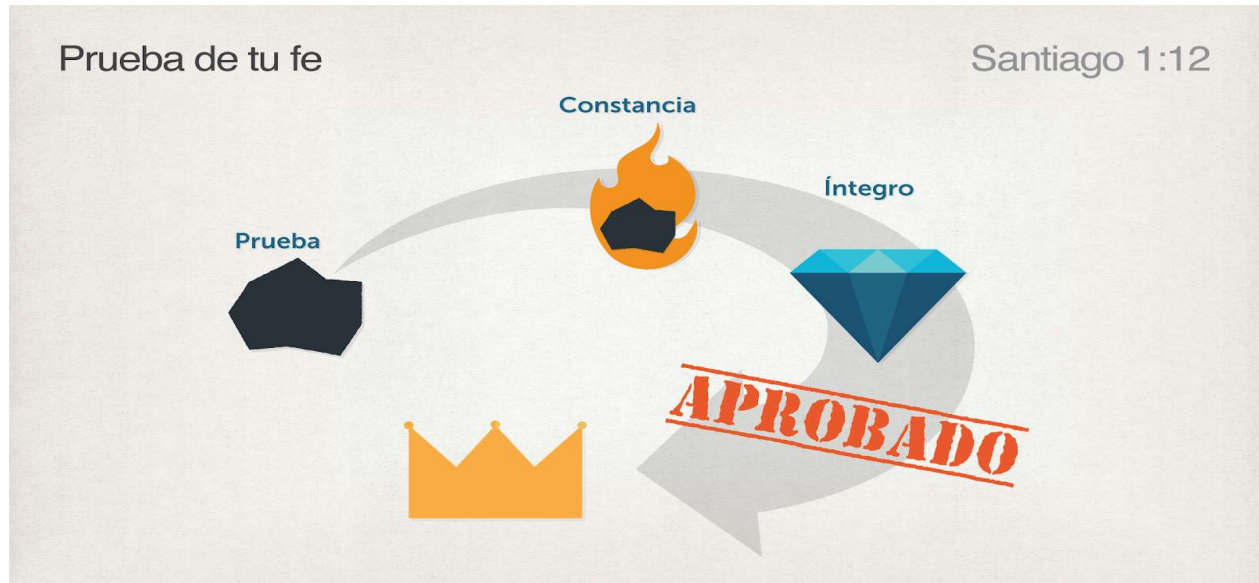 Prueba de tu fe
Santiago 1:12
Constancia
Íntegro
Prueba
APROBADO